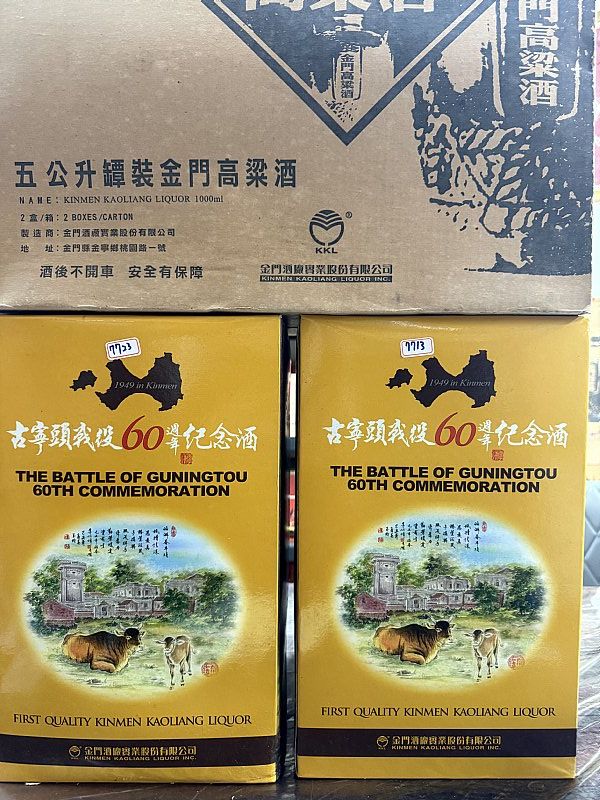 高粱酒
金門高粱酒
門高粱酒
五公升罈裝金門高粱酒
NAME: KINMEN KAOLIANG LIQUOR 1000ml
2盒/箱: 2 BOXES/CARTON
製造商: 金門酒廠實業股份有限公司
地 址: 金門縣金寧鄉桃園路一號
酒後不開車 安全有保障
®
KKL
金門酒廠實業股份有限公司
KINMEN KAOLIANG LIQUOR INC.
7723
1949 in Kinmen
古寧頭戰役60週年紀念酒
THE BATTLE OF GUNINGTOU
60TH COMMEMORATION
FIRST QUALITY KINMEN KAOLIANG LIQUOR
金門酒廠實業股份有限公司
KINMEN KAOLIANG LIQUOR INC.
7713
1949 in Kinmen
古寧頭戰役60週年紀念酒
THE BATTLE OF GUNINGTOU
60TH COMMEMORATION
FIRST QUALITY KINMEN KAOLIANG LIQUOR
金門酒廠實業股份有限公司
KINMEN KAOLIANG LIQUOR INC.